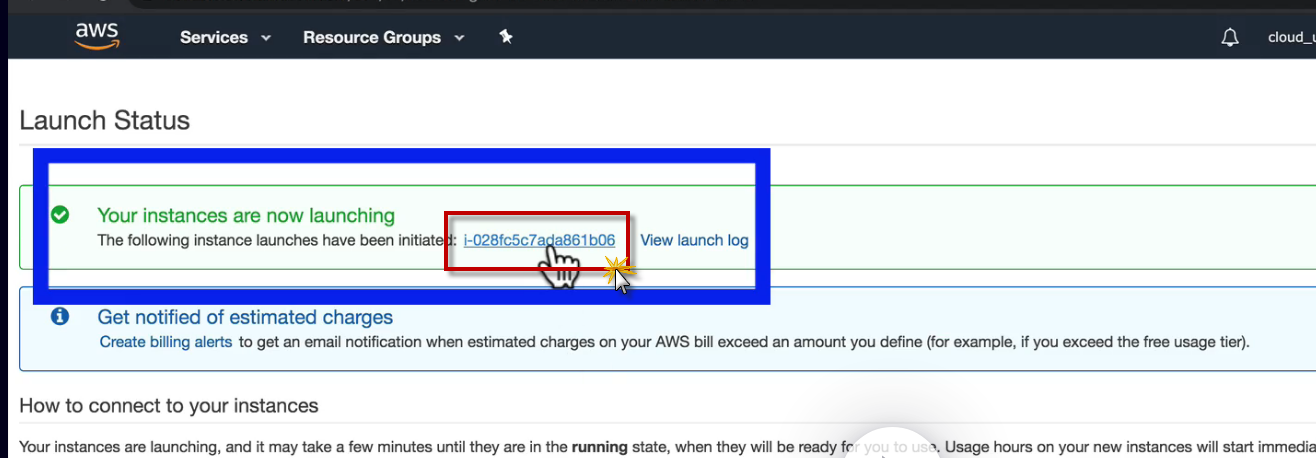 aws Services Resource Groups cloud_u
Launch Status
Your instances are now launching
The following instance launches have been initiated: i-028fc5c7ada861b06 View launch log
Get notified of estimated charges
Create billing alerts to get an email notification when estimated charges on your AWS bill exceed an amount you define (for example, if you exceed the free usage tier).
How to connect to your instances
Your instances are launching, and it may take a few minutes until they are in the running state, when they will be ready for you to use. Usage hours on your new instances will start immedia